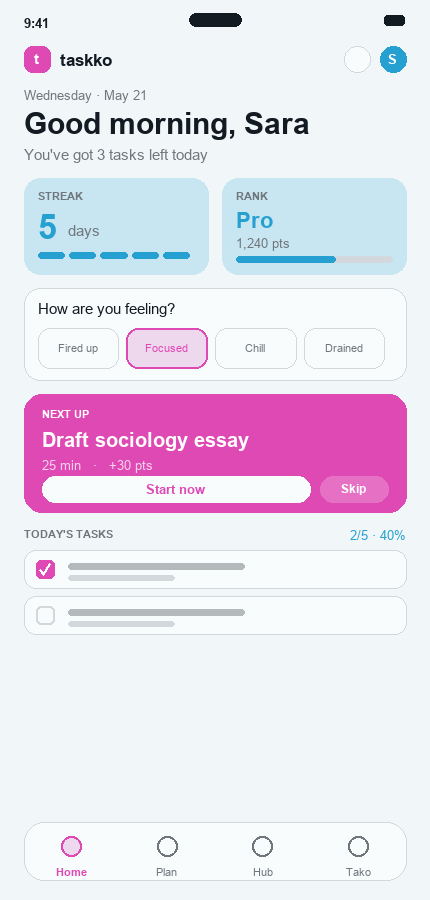 9:41
t taskko S
Wednesday · May 21
Good morning, Sara
You've got 3 tasks left today
STREAK
5 days
RANK
Pro
1,240 pts
How are you feeling?
Fired up Focused Chill Drained
NEXT UP
Draft sociology essay
25 min · +30 pts
Start now Skip
TODAY'S TASKS 2/5 · 40%
Home Plan Hub Tako